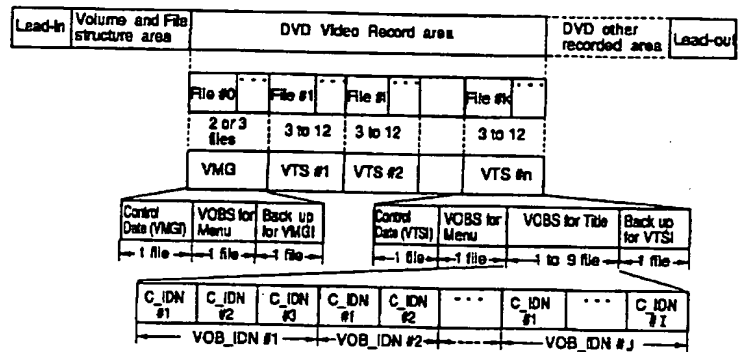 Lead-in
Volume and File
structure area
DVD Video Record area
DVD other
recorded area
Lead-out
File #0 ... File #1 ... File #i ... File #k ...
2 or 3
files
3 to 12 3 to 12 3 to 12
VMG VTS #1 VTS #2 VTS #n
Control
Data (VMGI)
VOBS for
Menu
Back up
for VMGI
Control
Data (VTSI)
VOBS for
Menu
VOBS for Title
Back up
for VTSI
1 file 1 file 1 file 1 file 1 file 1 to 9 file 1 file
C_IDN
#1
C_IDN
#2
C_IDN
#3
C_IDN
#1
C_IDN
#2
...
C_IDN
#1
...
C_IDN
#I
VOB_IDN #1 VOB_IDN #2 VOB_IDN #J